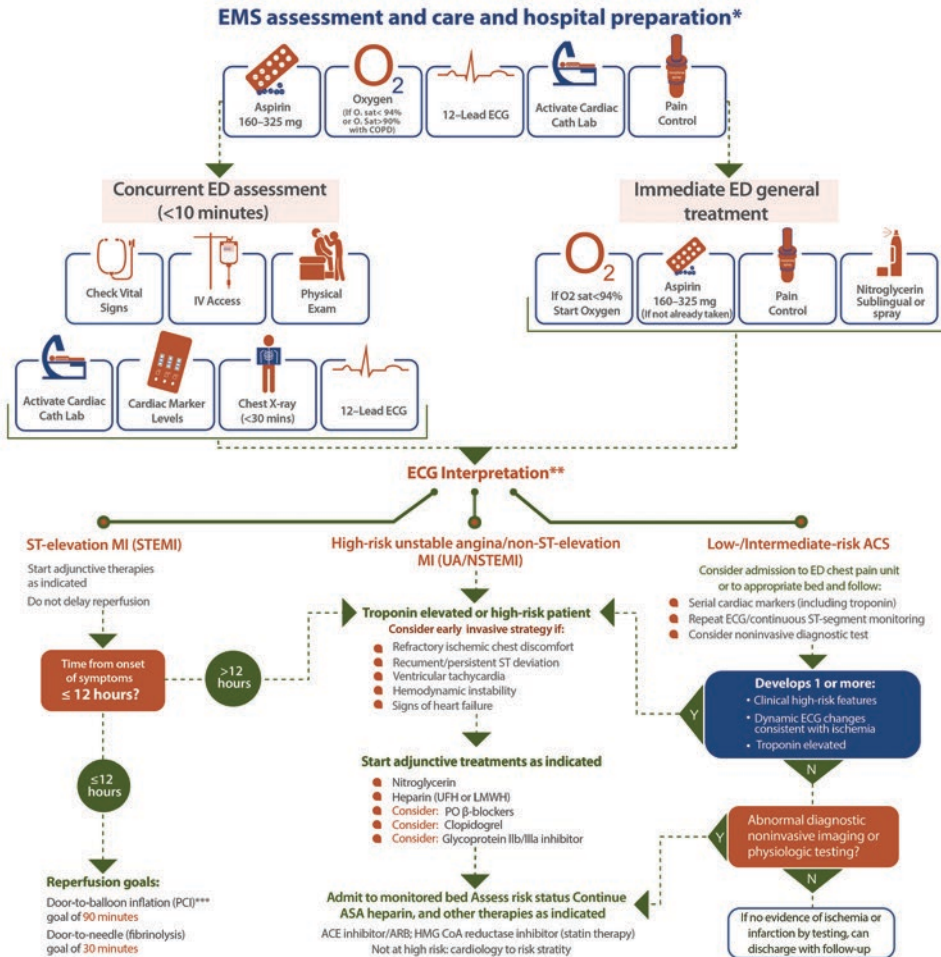 EMS assessment and care and hospital preparation*
Aspirin
160–325 mg
O2
Oxygen
(If O. sat< 94%
or O. Sat>90%
with COPD)
12–Lead ECG
Activate Cardiac
Cath Lab
Pain
Control
Concurrent ED assessment
(<10 minutes)
Immediate ED general
treatment
Check Vital
Signs
IV Access
Physical
Exam
O2
If O2 sat<94%
Start Oxygen
Aspirin
160–325 mg
(If not already taken)
Pain
Control
Nitroglycerin
Sublingual or
spray
Activate Cardiac
Cath Lab
Cardiac Marker
Levels
Chest X-ray
(<30 mins)
12–Lead ECG
ECG Interpretation**
ST-elevation MI (STEMI)
Start adjunctive therapies
as indicated
Do not delay reperfusion
Time from onset
of symptoms
≤ 12 hours?
>12
hours
≤12
hours
Reperfusion goals:
Door-to-balloon inflation (PCI)***
goal of 90 minutes
Door-to-needle (fibrinolysis)
goal of 30 minutes
High-risk unstable angina/non-ST-elevation
MI (UA/NSTEMI)
Troponin elevated or high-risk patient
Consider early invasive strategy if:
Refractory ischemic chest discomfort
Recument/persistent ST deviation
Ventricular tachycardia
Hemodynamic instability
Signs of heart failure
Start adjunctive treatments as indicated
Nitroglycerin
Heparin (UFH or LMWH)
Consider: PO β-blockers
Consider: Clopidogrel
Consider: Glycoprotein IIb/IIIa inhibitor
Admit to monitored bed Assess risk status Continue
ASA heparin, and other therapies as indicated
ACE inhibitor/ARB; HMG CoA reductase inhibitor (statin therapy)
Not at high risk: cardiology to risk stratity
Low-/Intermediate-risk ACS
Consider admission to ED chest pain unit
or to appropriate bed and follow:
Serial cardiac markers (including troponin)
Repeat ECG/continuous ST-segment monitoring
Consider noninvasive diagnostic test
Develops 1 or more:
• Clinical high-risk features
• Dynamic ECG changes
consistent with ischemia
• Troponin elevated
Y
N
Abnormal diagnostic
noninvasive imaging or
physiologic testing?
Y
N
If no evidence of ischemia or
infarction by testing, can
discharge with follow-up